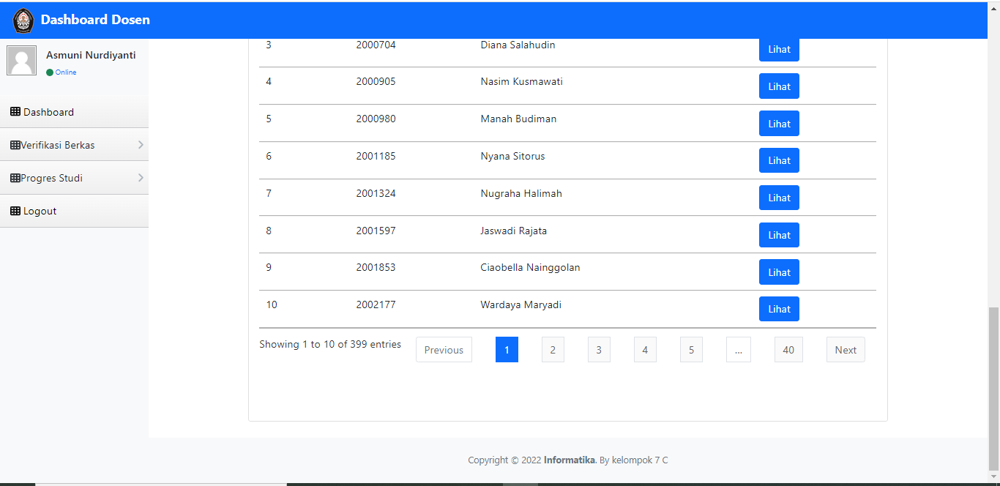 Dashboard Dosen
Asmuni Nurdiyanti
Online
Dashboard
Verifikasi Berkas
Progres Studi
Logout
3 2000704 Diana Salahudin Lihat
4 2000905 Nasim Kusmawati Lihat
5 2000980 Manah Budiman Lihat
6 2001185 Nyana Sitorus Lihat
7 2001324 Nugraha Halimah Lihat
8 2001597 Jaswadi Rajata Lihat
9 2001853 Ciaobella Nainggolan Lihat
10 2002177 Wardaya Maryadi Lihat
Showing 1 to 10 of 399 entries Previous 1 2 3 4 5 ... 40 Next
Copyright © 2022 Informatika. By kelompok 7 C